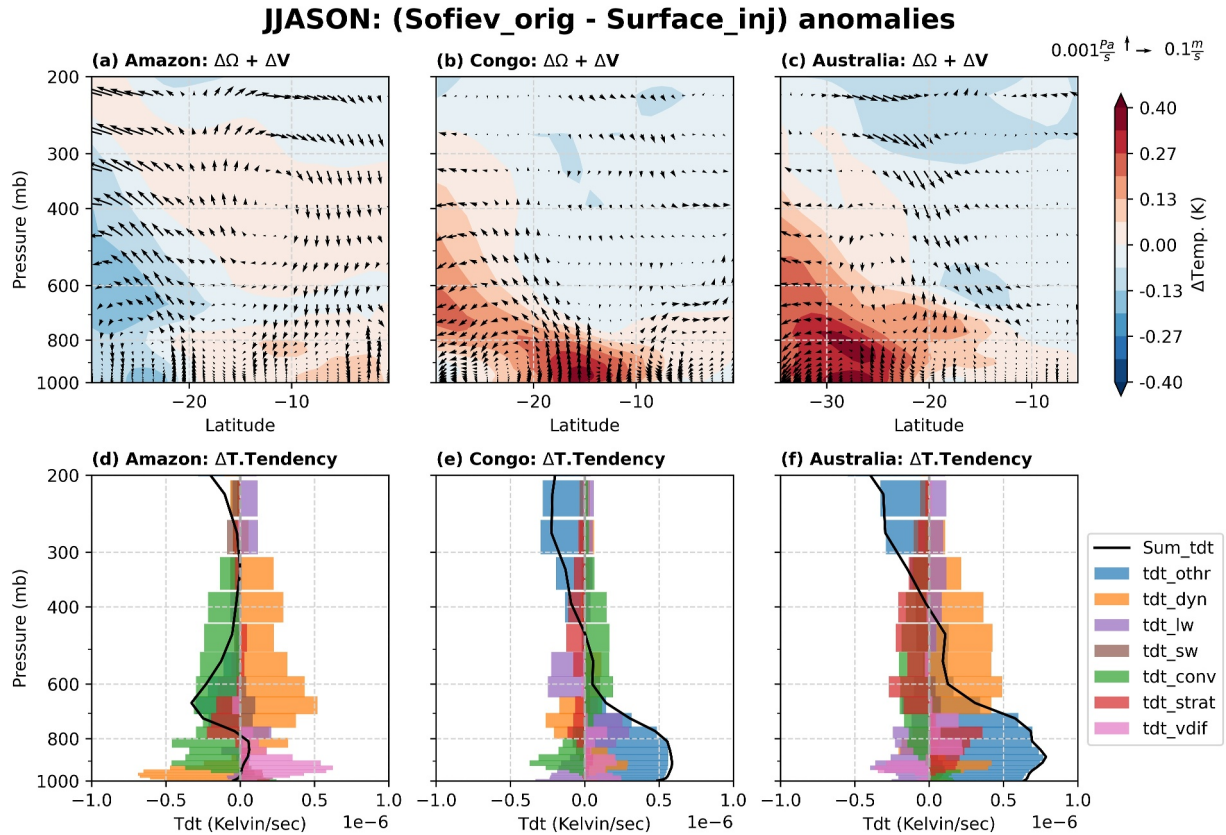 JJASON: (Sofiev_orig - Surface_inj) anomalies
(a) Amazon: ΔΩ + ΔV
(b) Congo: ΔΩ + ΔV
(c) Australia: ΔΩ + ΔV
0.001 Pa/s
0.1 m/s
Pressure (mb)
200
300
400
600
800
1000
−20
−10
Latitude
−20
−10
Latitude
−30
−20
−10
Latitude
0.40
0.27
0.13
0.00
-0.13
-0.27
-0.40
ΔTemp. (K)
(d) Amazon: ΔT.Tendency
(e) Congo: ΔT.Tendency
(f) Australia: ΔT.Tendency
Pressure (mb)
200
300
400
600
800
1000
−1.0
−0.5
0.0
0.5
1.0
1e−6
Tdt (Kelvin/sec)
−1.0
−0.5
0.0
0.5
1.0
1e−6
Tdt (Kelvin/sec)
−1.0
−0.5
0.0
0.5
1.0
1e−6
Tdt (Kelvin/sec)
Sum_tdt
tdt_othr
tdt_dyn
tdt_lw
tdt_sw
tdt_conv
tdt_strat
tdt_vdif